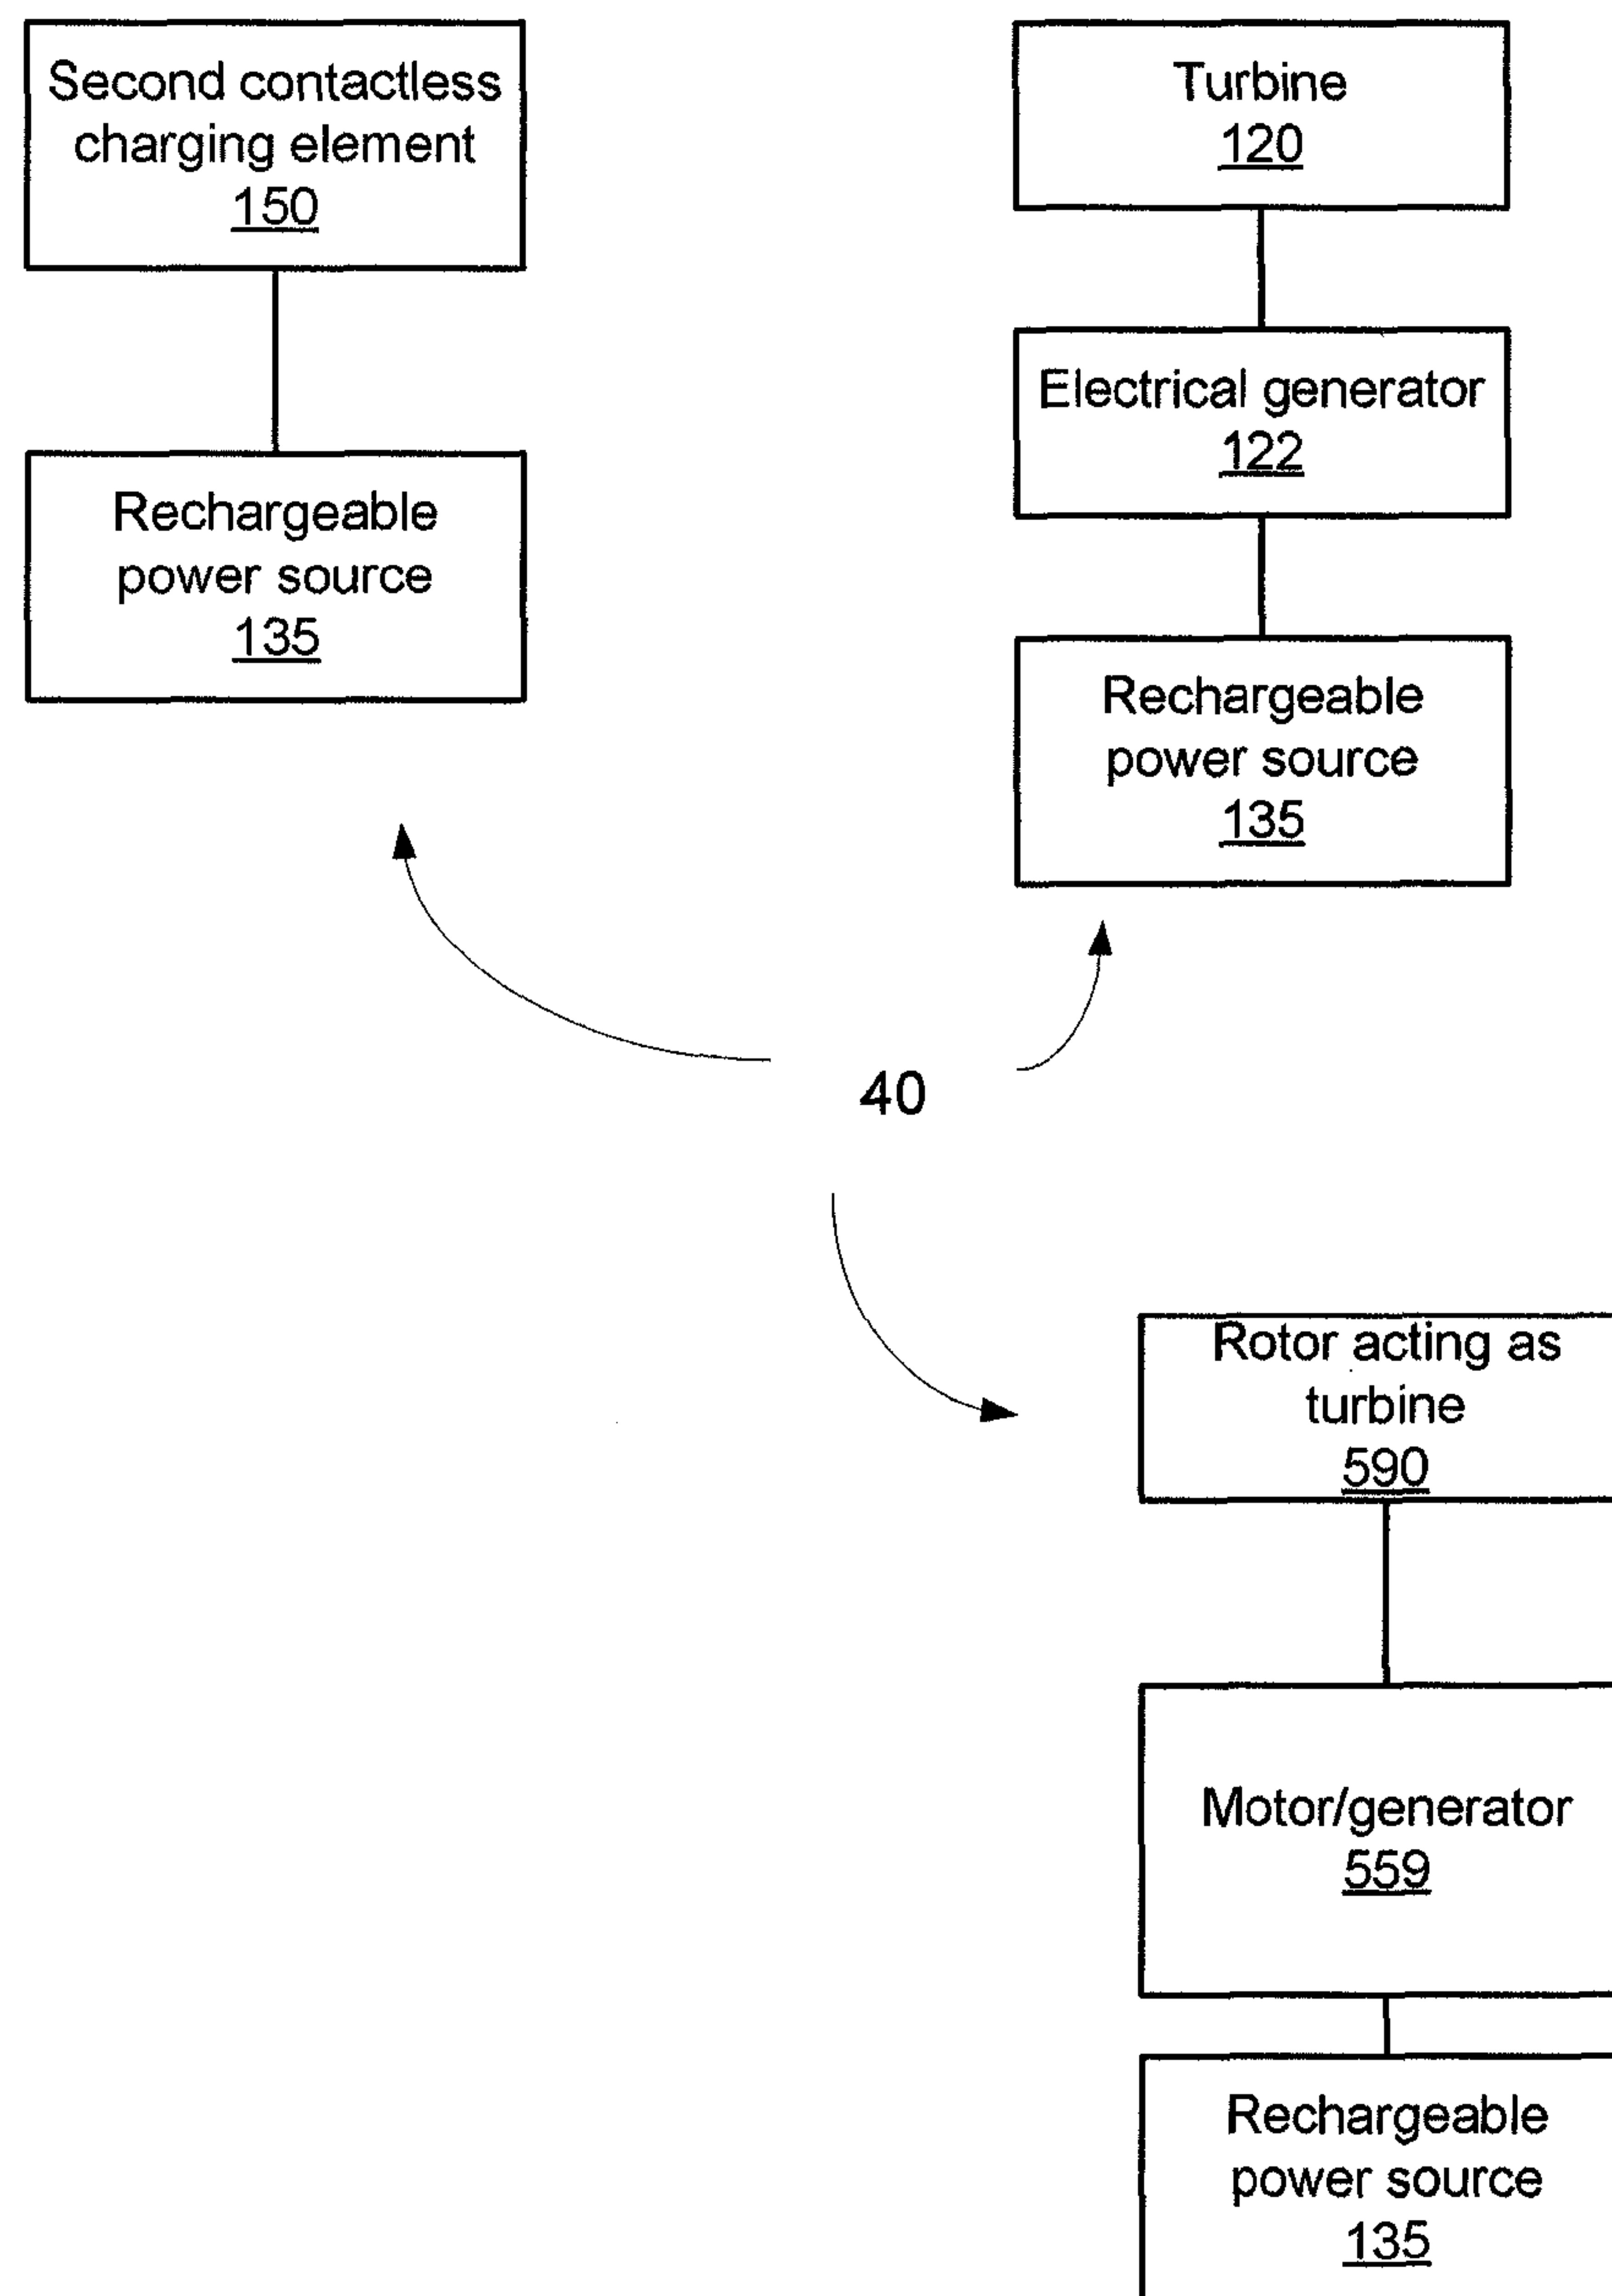 Second contactless
charging element
150
Rechargeable
power source
135
Turbine
120
Electrical generator
122
Rechargeable
power source
135
40
Rotor acting as
turbine
590
Motor/generator
559
Rechargeable
power source
135